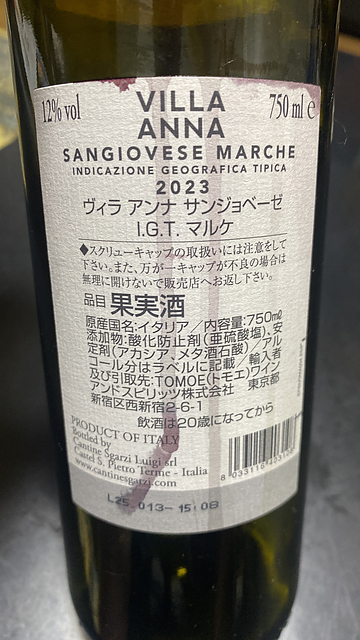 12% vol
VILLA
ANNA
750 ml e
SANGIOVESE MARCHE
INDICAZIONE GEOGRAFICA TIPICA
2023
ヴィラ アンナ サンジョベーゼ
I.G.T. マルケ
◆スクリューキャップの取扱いには注意をして
下さい。また、万が一キャップが不良の場合は
無理に開けないで販売店へお返し下さい。
品目 果実酒
原産国名:イタリア/内容量:750ml
添加物:酸化防止剤(亜硫酸塩)、安
定剤(アカシア、メタ酒石酸)/アル
コール分はラベルに記載/輸入者
及び引取先:TOMOE(トモエ)ワイン
アンドスピリッツ株式会社 東京都
新宿区西新宿2-6-1
飲酒は20歳になってから
PRODUCT OF ITALY
Bottled by
Cantine Sgarzi Luigi srl
Castel S. Pietro Terme - Italia
www.cantinesgarzi.com
L25 013- 15:08